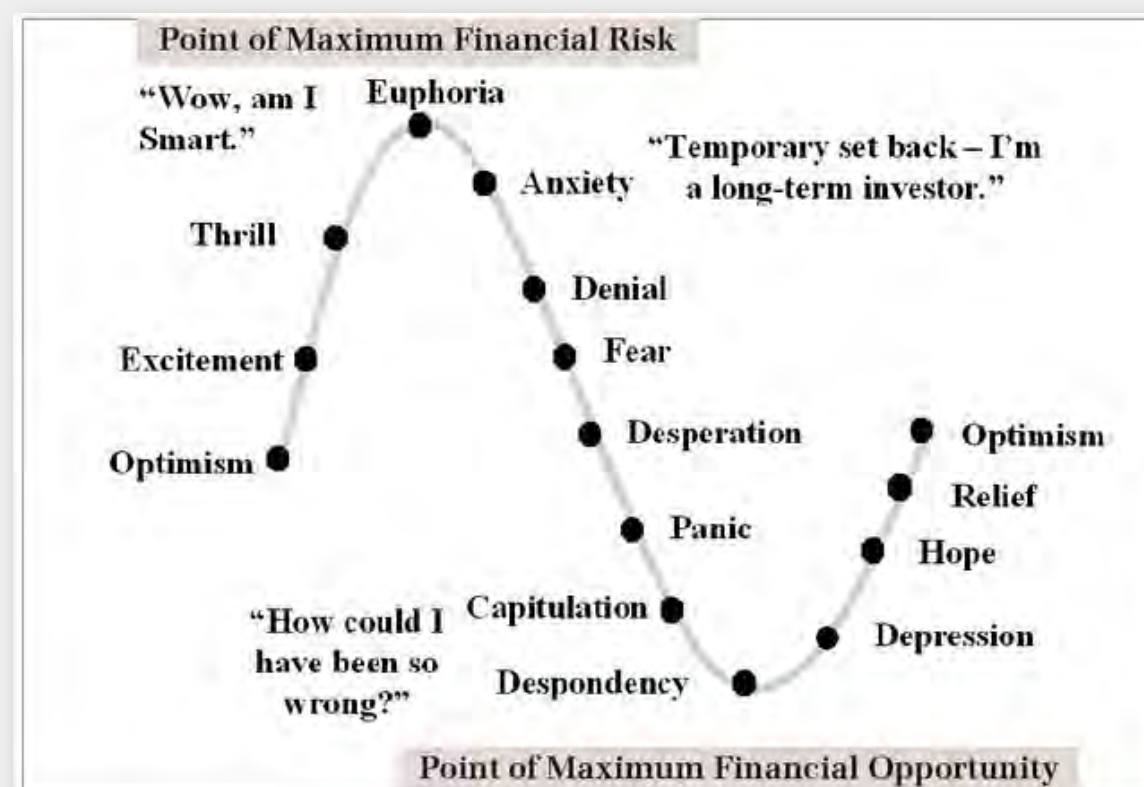 Point of Maximum Financial Risk
“Wow, am I
Smart.”
Euphoria
“Temporary set back – I’m
a long-term investor.”
Anxiety
Thrill
Denial
Fear
Excitement
Desperation
Optimism
Optimism
Relief
Panic
Hope
Capitulation
“How could I
have been so
wrong?”
Depression
Despondency
Point of Maximum Financial Opportunity